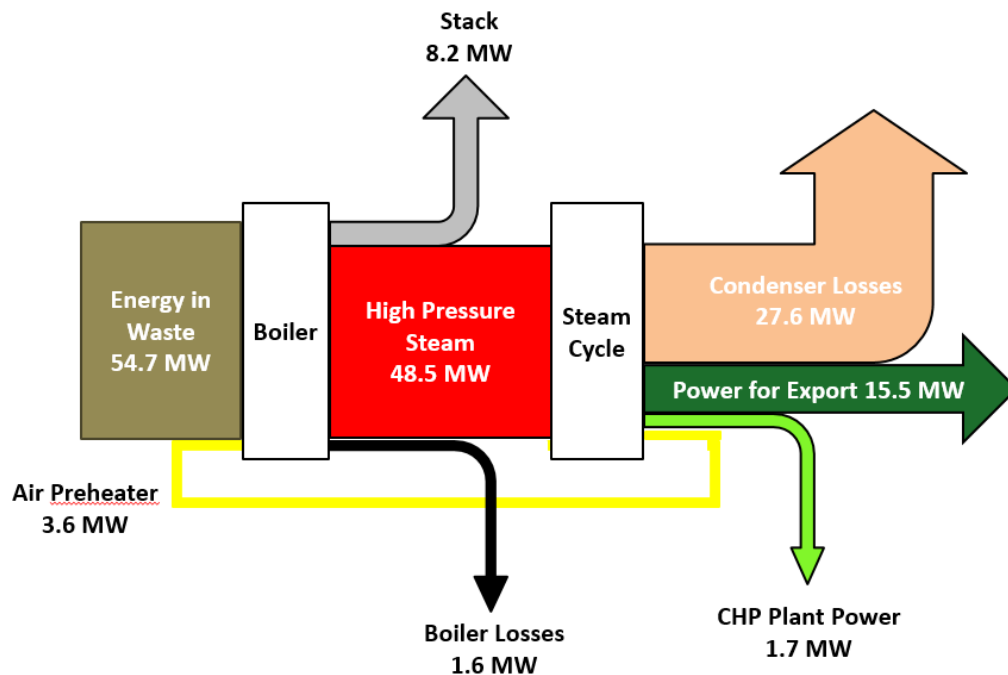 Stack
8.2 MW
Energy in
Waste
54.7 MW
Boiler
High Pressure
Steam
48.5 MW
Steam
Cycle
Condenser Losses
27.6 MW
Power for Export 15.5 MW
Air Preheater
3.6 MW
Boiler Losses
1.6 MW
CHP Plant Power
1.7 MW